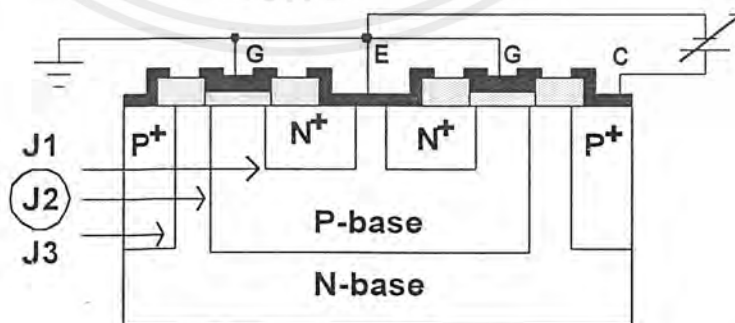 G E G C
P+ N+ N+ P+
J1
J2
J3
P-base
N-base